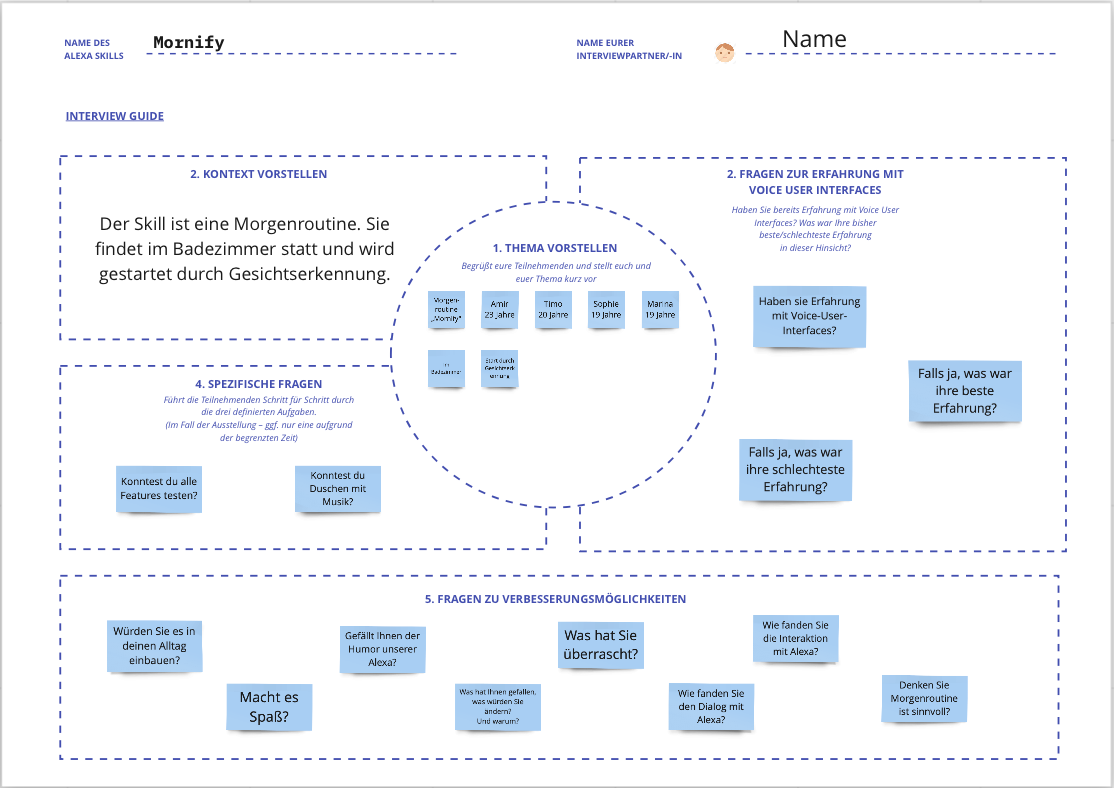 NAME DES
ALEXA SKILLS
Mornify
NAME EURER
INTERVIEWPARTNER/-IN
Name
INTERVIEW GUIDE
2. KONTEXT VORSTELLEN
Der Skill ist eine Morgenroutine. Sie
findet im Badezimmer statt und wird
gestartet durch Gesichtserkennung.
1. THEMA VORSTELLEN
Begrüßt eure Teilnehmenden und stellt euch und
euer Thema kurz vor
Morgen-
routine
„Mornify"
Amir
23 Jahre
Timo
20 Jahre
Sophie
19 Jahre
Marina
19 Jahre
Im
Badezimmer
Start durch
Gesichtserk
ennung
2. FRAGEN ZUR ERFAHRUNG MIT
VOICE USER INTERFACES
Haben Sie bereits Erfahrung mit Voice User
Interfaces? Was war Ihre bisher
beste/schlechteste Erfahrung
in dieser Hinsicht?
Haben sie Erfahrung
mit Voice-User-
Interfaces?
Falls ja, was war
ihre beste
Erfahrung?
Falls ja, was war
ihre schlechteste
Erfahrung?
4. SPEZIFISCHE FRAGEN
Führt die Teilnehmenden Schritt für Schritt durch
die drei definierten Aufgaben.
(Im Fall der Ausstellung – ggf. nur eine aufgrund
der begrenzten Zeit)
Konntest du alle
Features testen?
Konntest du
Duschen mit
Musik?
5. FRAGEN ZU VERBESSERUNGSMÖGLICHKEITEN
Würden Sie es in
deinen Alltag
einbauen?
Macht es
Spaß?
Gefällt Ihnen der
Humor unserer
Alexa?
Was hat Ihnen gefallen,
was würden Sie
ändern?
Und warum?
Was hat Sie
überrascht?
Wie fanden Sie
den Dialog mit
Alexa?
Wie fanden Sie
die Interaktion
mit Alexa?
Denken Sie
Morgenroutine
ist sinnvoll?